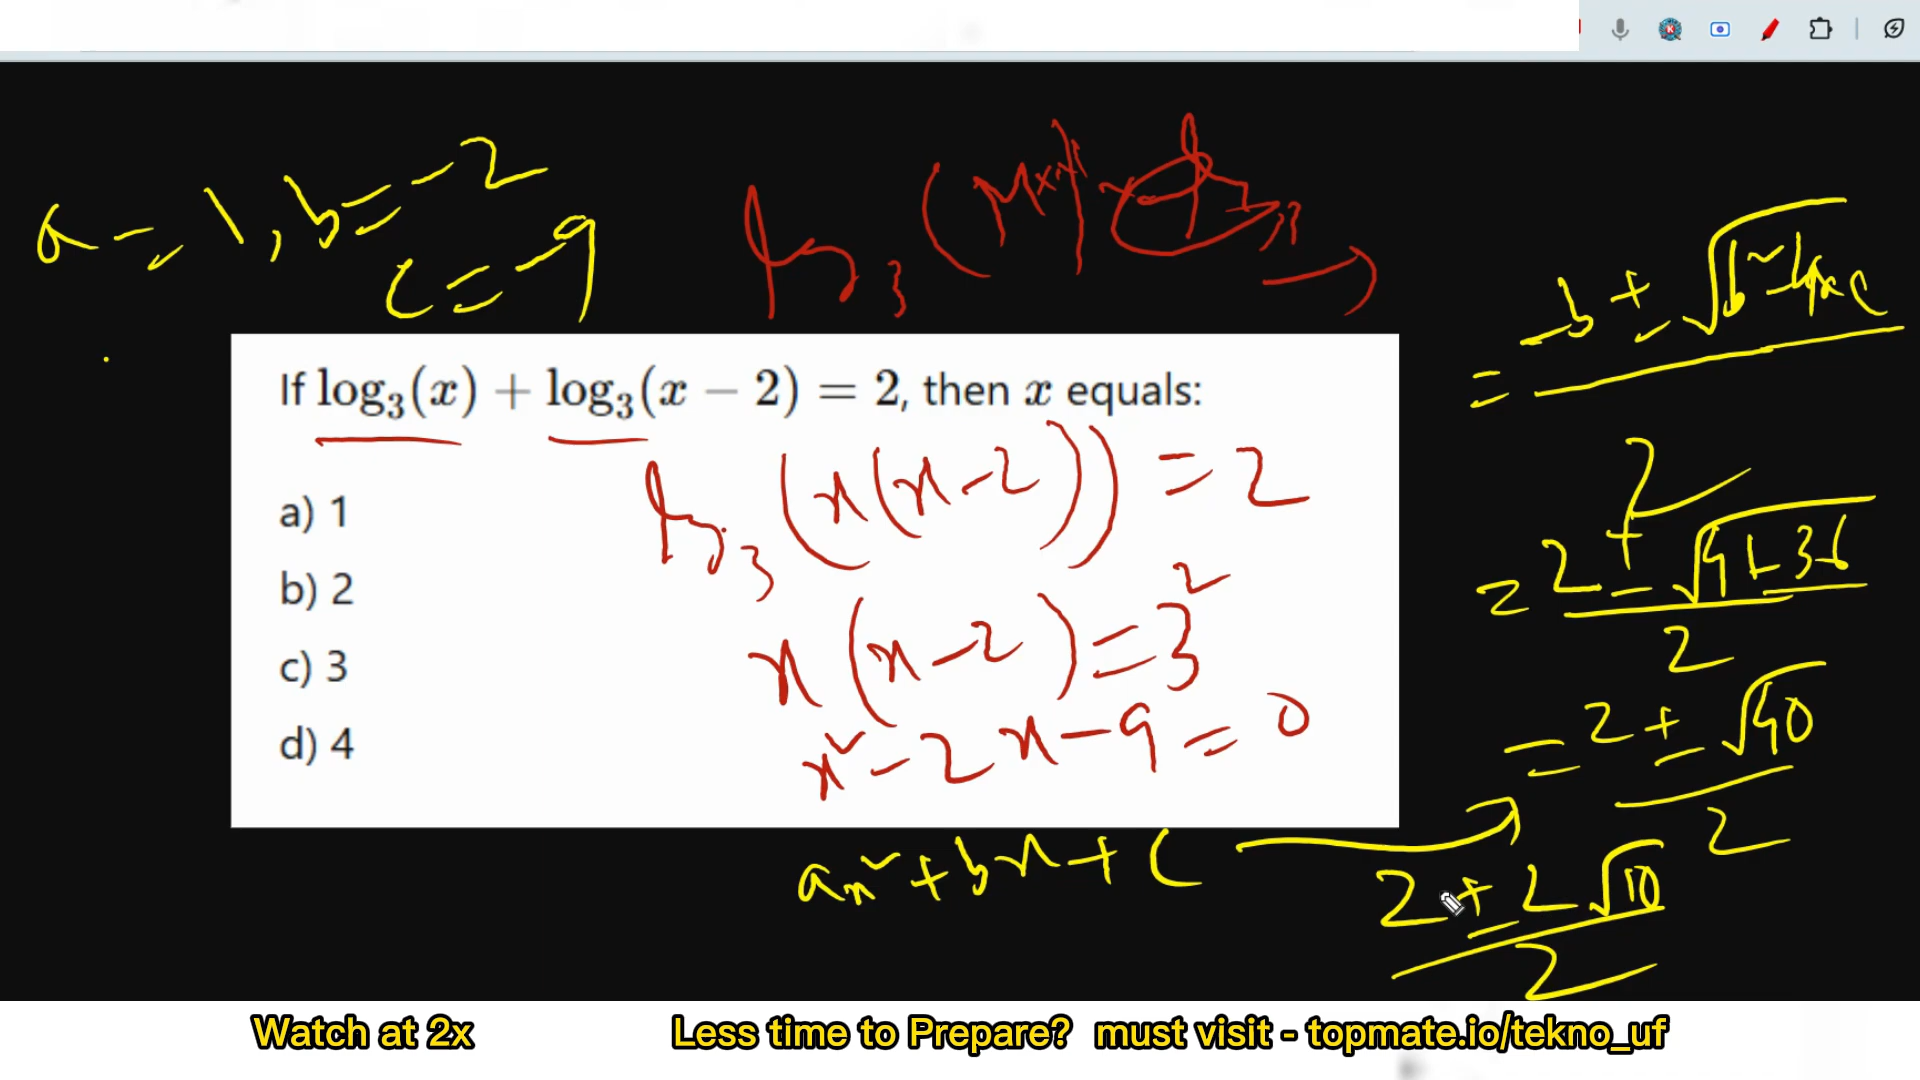 a = 1, b = -2
c = -9
log₃(M×N)
If log₃(x) + log₃(x − 2) = 2, then x equals:
a) 1
b) 2
c) 3
d) 4
log₃(x(x-2)) = 2
x(x-2) = 3²
x² - 2x - 9 = 0
ax² + bx + c
= -b ± √b²-4ac
2
= 2 ± √4+36
2
= 2 ± √40
2
2 ± 2√10
2
Watch at 2x
Less time to Prepare? must visit - topmate.io/tekno_uf